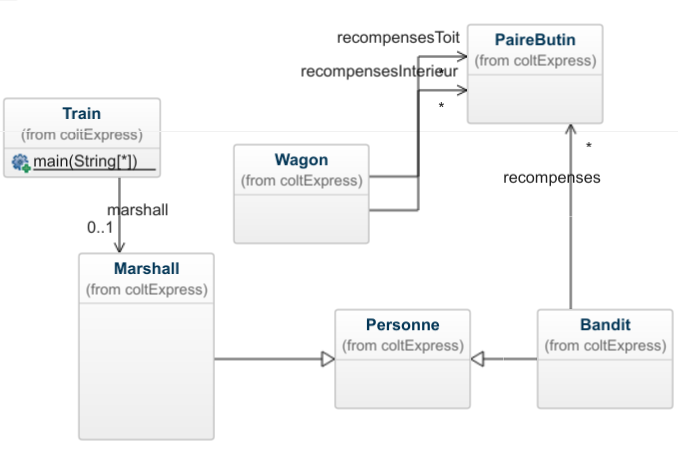 recompensesToit
recompensesInterieur
*
*
PaireButin
(from coltExpress)
Train
(from coltExpress)
main(String[*])
Wagon
(from coltExpress)
*
recompenses
marshall
0..1
Marshall
(from coltExpress)
Personne
(from coltExpress)
Bandit
(from coltExpress)